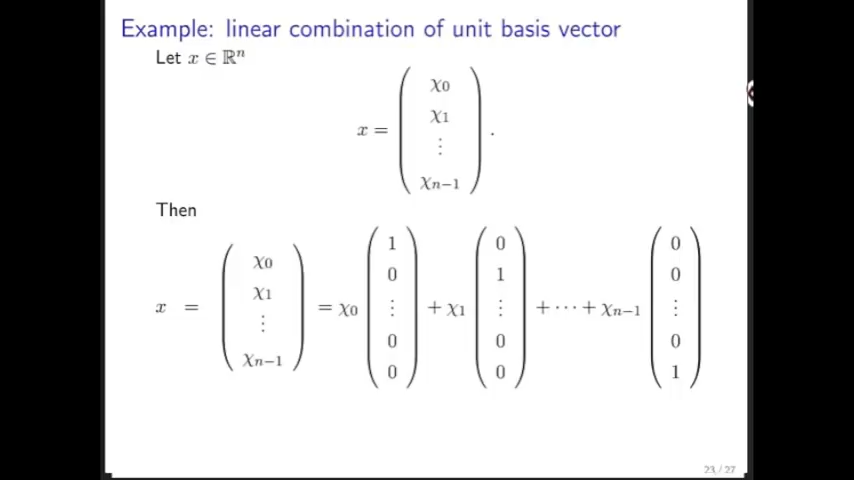 Example: linear combination of unit basis vector
Let x ∈ ℝⁿ
x = ( χ₀ χ₁ ⋮ χₙ₋₁ ) .
Then
x = ( χ₀ χ₁ ⋮ χₙ₋₁ ) = χ₀ ( 1 0 ⋮ 0 0 ) + χ₁ ( 0 1 ⋮ 0 0 ) + ⋯ + χₙ₋₁ ( 0 0 ⋮ 0 1 )
23 / 27